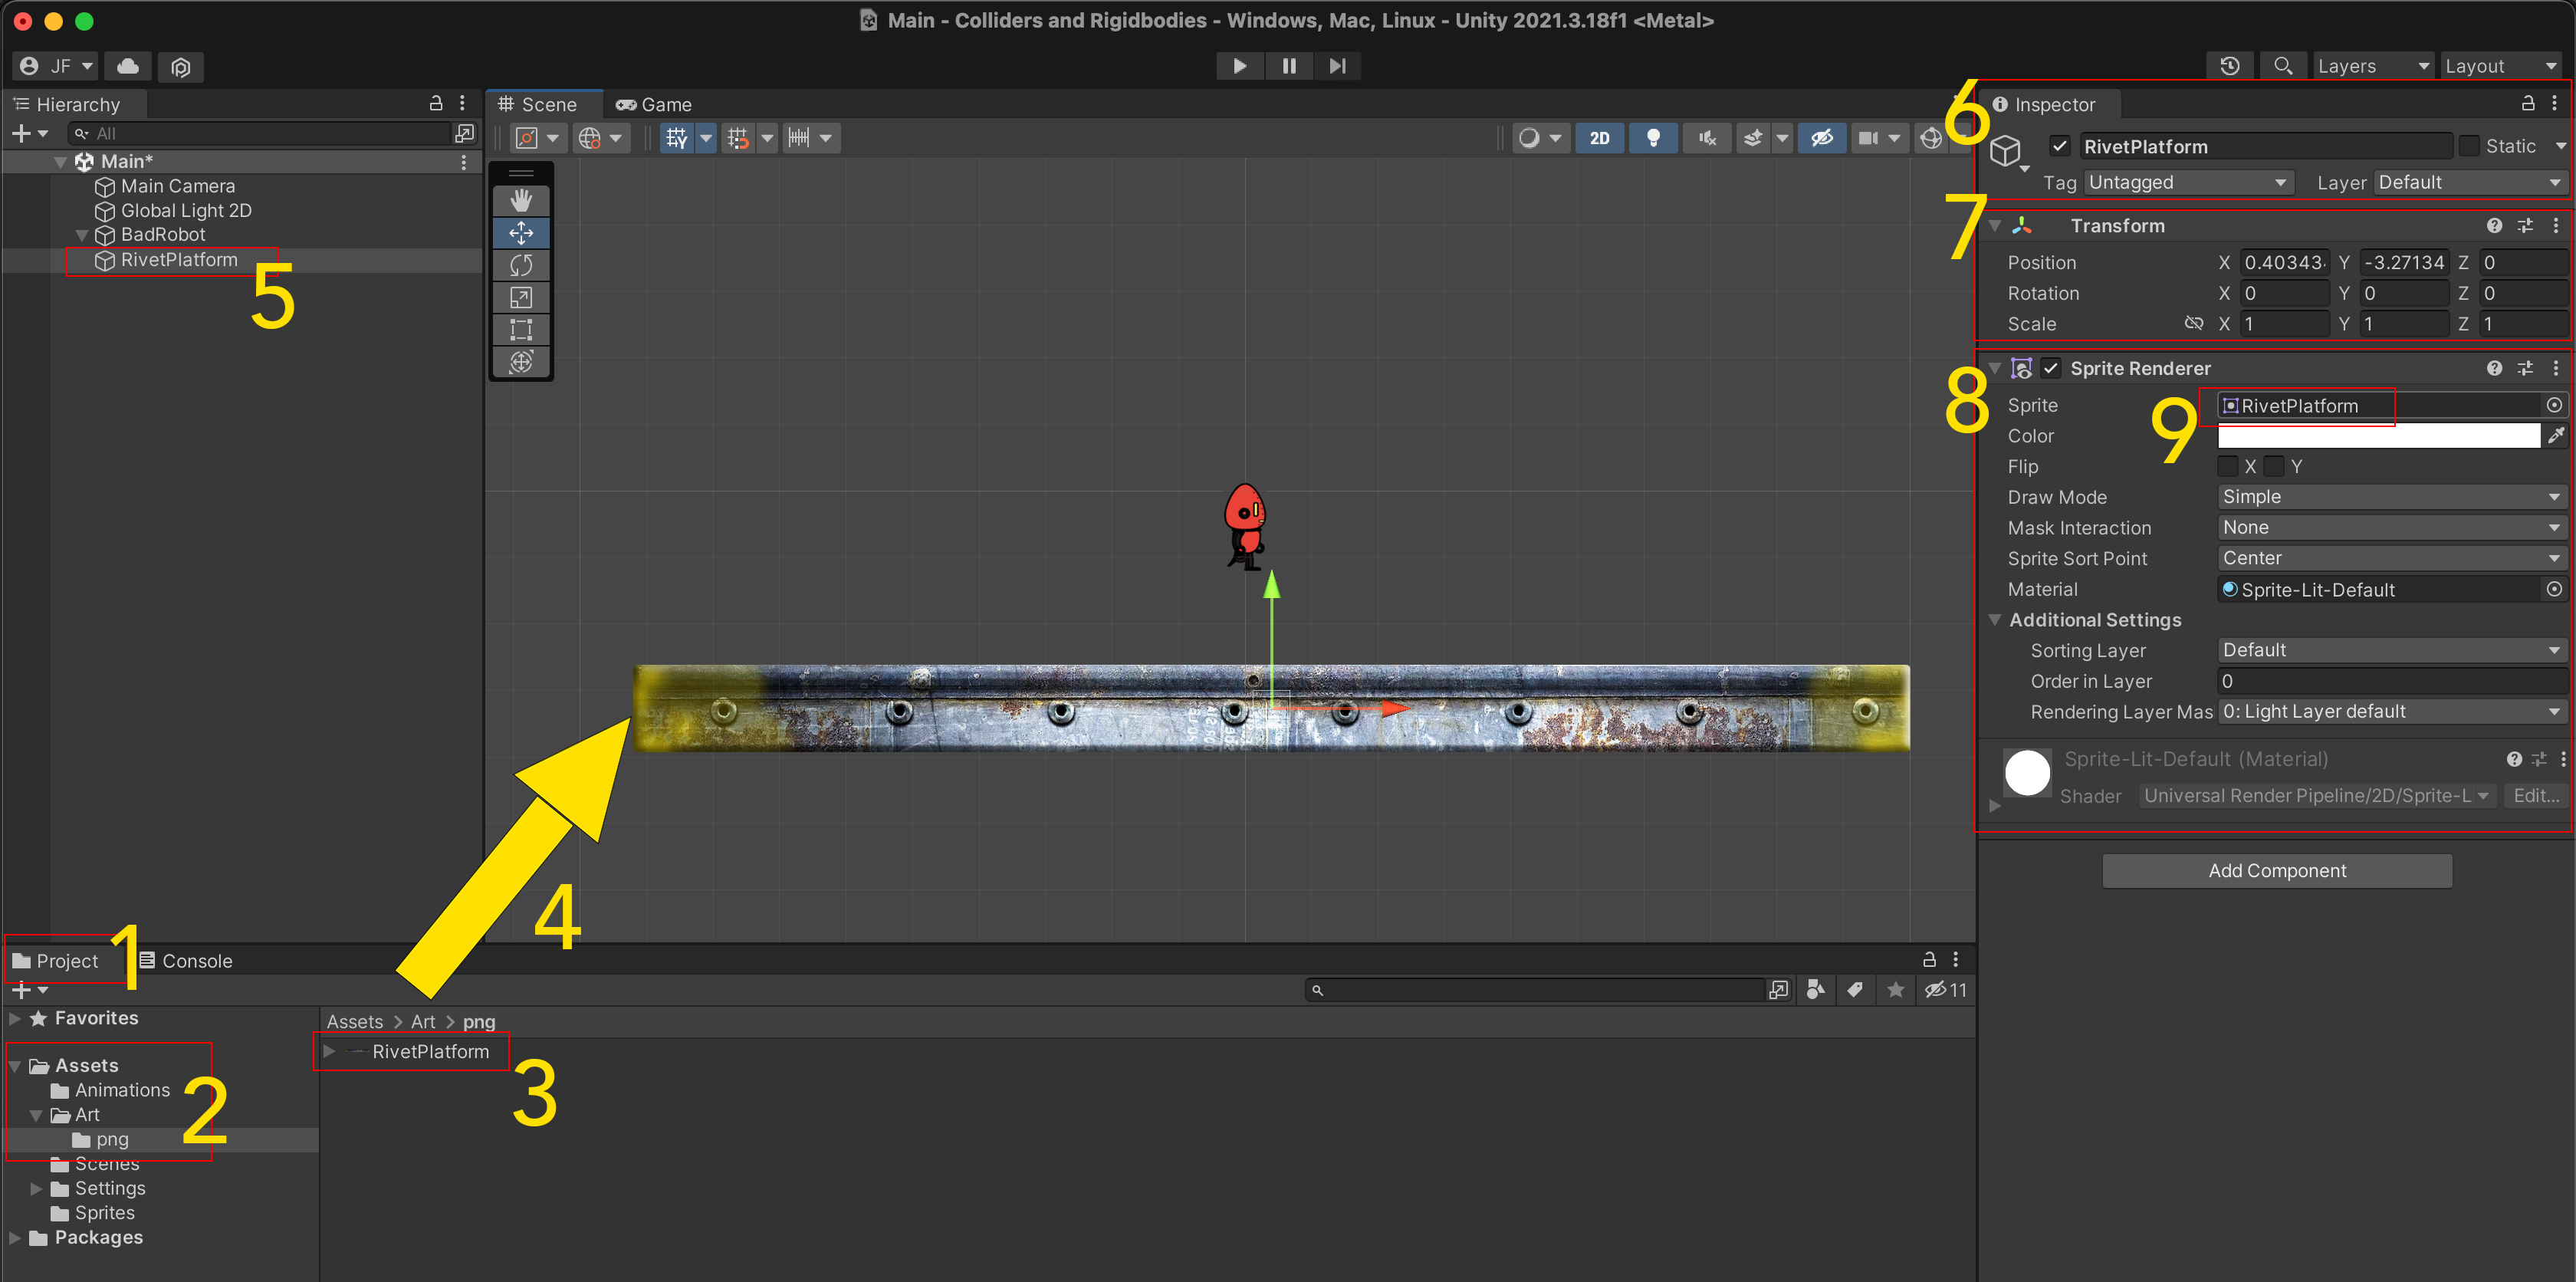 Main - Colliders and Rigidbodies - Windows, Mac, Linux - Unity 2021.3.18f1 <Metal>
JF
Layers
Layout
Hierarchy
All
Main*
Main Camera
Global Light 2D
BadRobot
RivetPlatform
5
Scene
Game
2D
4
6
Inspector
RivetPlatform
Static
Tag
Untagged
Layer
Default
7
Transform
Position
X
0.40343
Y
-3.27134
Z
0
Rotation
X
0
Y
0
Z
0
Scale
X
1
Y
1
Z
1
8
Sprite Renderer
Sprite
9
RivetPlatform
Color
Flip
X
Y
Draw Mode
Simple
Mask Interaction
None
Sprite Sort Point
Center
Material
Sprite-Lit-Default
Additional Settings
Sorting Layer
Default
Order in Layer
0
Rendering Layer Mas
0: Light Layer default
Sprite-Lit-Default (Material)
Shader
Universal Render Pipeline/2D/Sprite-L
Edit...
Add Component
Project
1
Console
11
Favorites
Assets
Animations
2
Art
png
Scenes
Settings
Sprites
Packages
Assets > Art > png
RivetPlatform
3